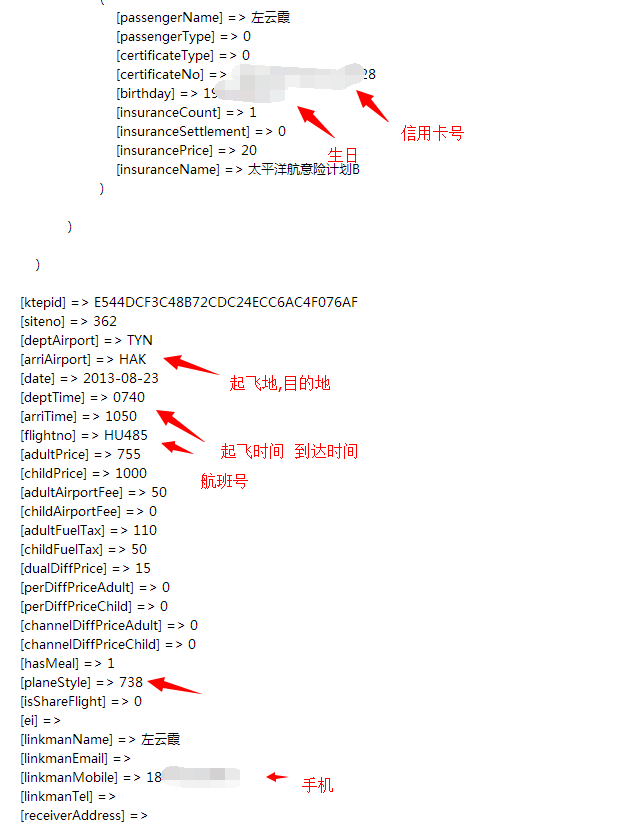 (
[passengerName] => 左云霞
[passengerType] => 0
[certificateType] => 0
[certificateNo] => 28
[birthday] => 19
[insuranceCount] => 1
[insuranceSettlement] => 0
[insurancePrice] => 20
[insuranceName] => 太平洋航意险计划B
)
信用卡号
生日
)
)
[ktepid] => E544DCF3C48B72CDC24ECC6AC4F076AF
[siteno] => 362
[deptAirport] => TYN
[arriAirport] => HAK
起飞地,目的地
[date] => 2013-08-23
[deptTime] => 0740
[arriTime] => 1050
起飞时间 到达时间
[flightno] => HU485
航班号
[adultPrice] => 755
[childPrice] => 1000
[adultAirportFee] => 50
[childAirportFee] => 0
[adultFuelTax] => 110
[childFuelTax] => 50
[dualDiffPrice] => 15
[perDiffPriceAdult] => 0
[perDiffPriceChild] => 0
[channelDiffPriceAdult] => 0
[channelDiffPriceChild] => 0
[hasMeal] => 1
[planeStyle] => 738
[isShareFlight] => 0
[ei] =>
[linkmanName] => 左云霞
[linkmanEmail] =>
[linkmanMobile] => 18
手机
[linkmanTel] =>
[receiverAddress] =>